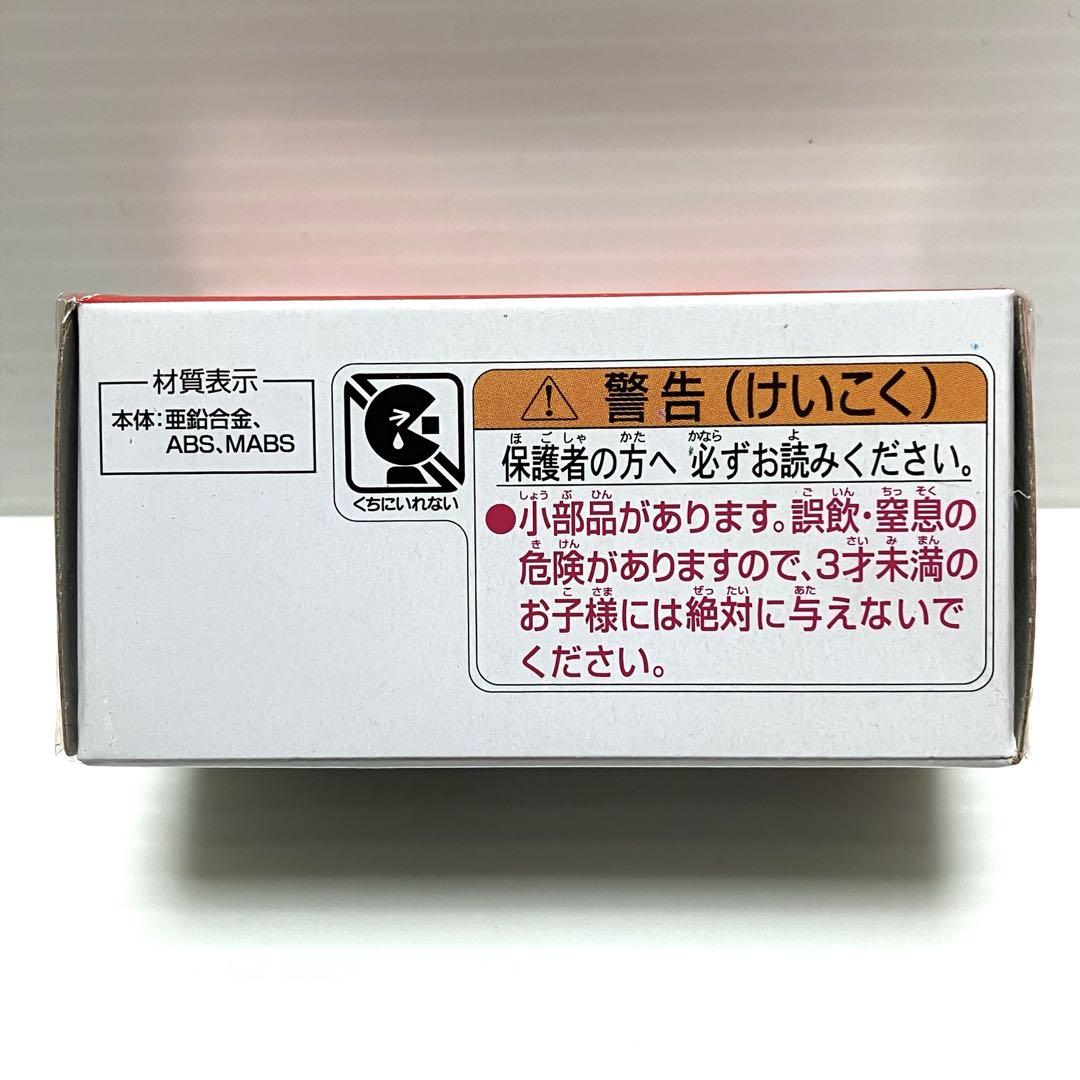 材質表示
本体：亜鉛合金、
ABS、MABS
くちにいれない
警告（けいこく）
ほごしゃ かた かなら よ
保護者の方へ 必ずお読みください。
しょうぶひん ごいん ちっそく
●小部品があります。誤飲・窒息の
きけん さいみまん
危険がありますので、3才未満の
こさま ぜったい あた
お子様には絶対に与えないで
ください。